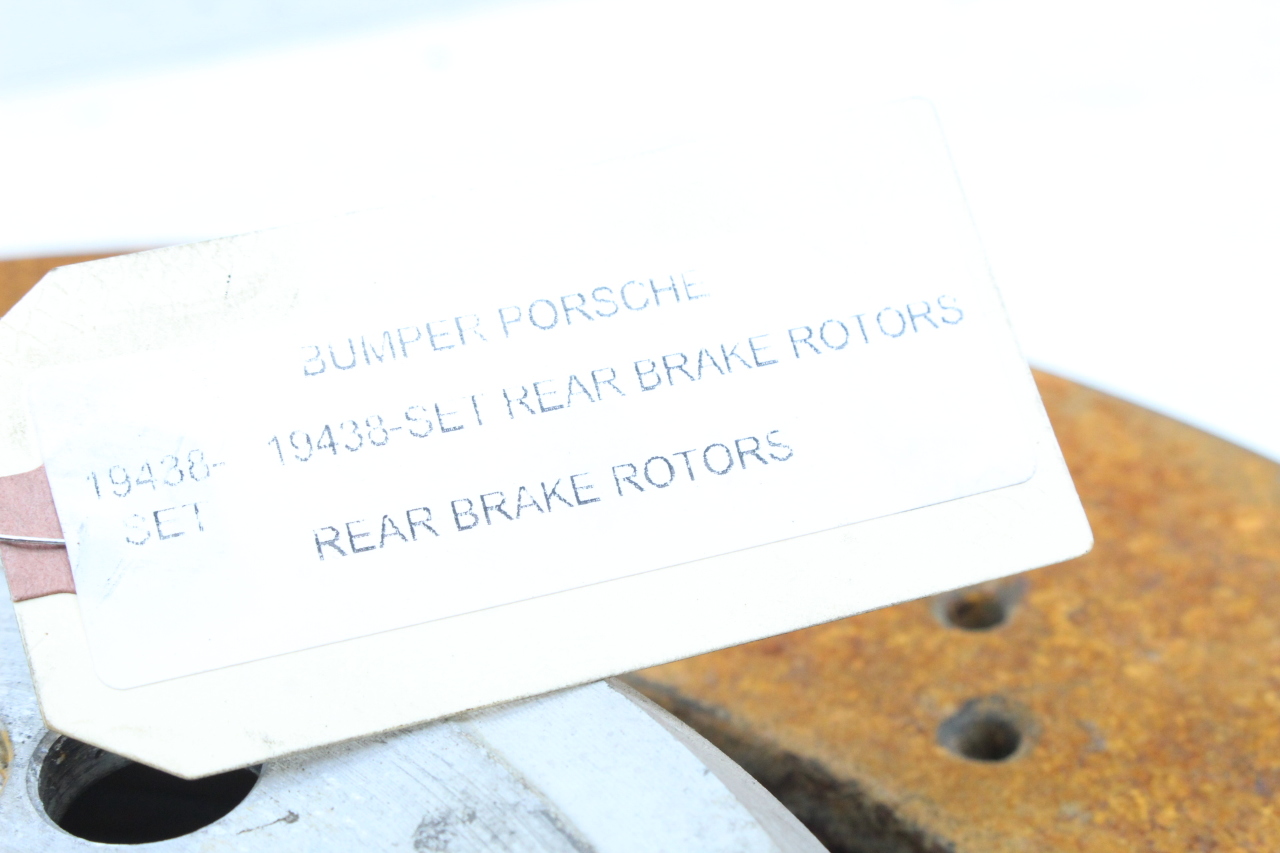 BUMPER PORSCHE
19438-SET REAR BRAKE ROTORS
19438-
SET
REAR BRAKE ROTORS